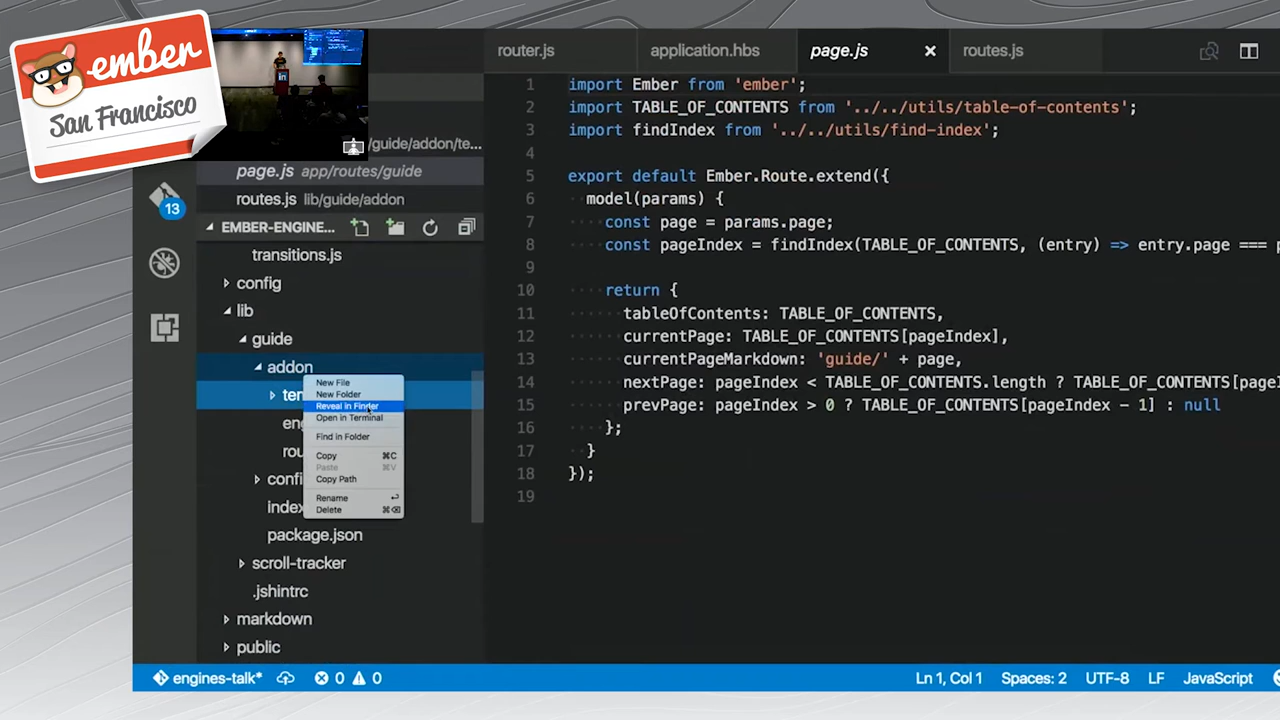 ember
San Francisco
router.js
application.hbs
page.js
routes.js
/guide/addon/te...
page.js app/routes/guide
routes.js lib/guide/addon
13
EMBER-ENGINE...
transitions.js
config
lib
guide
addon
New File
New Folder
Reveal in Finder
Open in Terminal
Find in Folder
Copy ⌘C
Paste ⌘V
Copy Path
Rename ↩
Delete ⌘⌫
package.json
scroll-tracker
.jshintrc
markdown
public
1 import Ember from 'ember';
2 import TABLE_OF_CONTENTS from '../../utils/table-of-contents';
3 import findIndex from '../../utils/find-index';
4
5 export default Ember.Route.extend({
6 model(params) {
7 const page = params.page;
8 const pageIndex = findIndex(TABLE_OF_CONTENTS, (entry) => entry.page === p
9
10 return {
11 tableOfContents: TABLE_OF_CONTENTS,
12 currentPage: TABLE_OF_CONTENTS[pageIndex],
13 currentPageMarkdown: 'guide/' + page,
14 nextPage: pageIndex < TABLE_OF_CONTENTS.length ? TABLE_OF_CONTENTS[pageI
15 prevPage: pageIndex > 0 ? TABLE_OF_CONTENTS[pageIndex - 1] : null
16 };
17 }
18 });
19
engines-talk* 0 0 Ln 1, Col 1 Spaces: 2 UTF-8 LF JavaScript